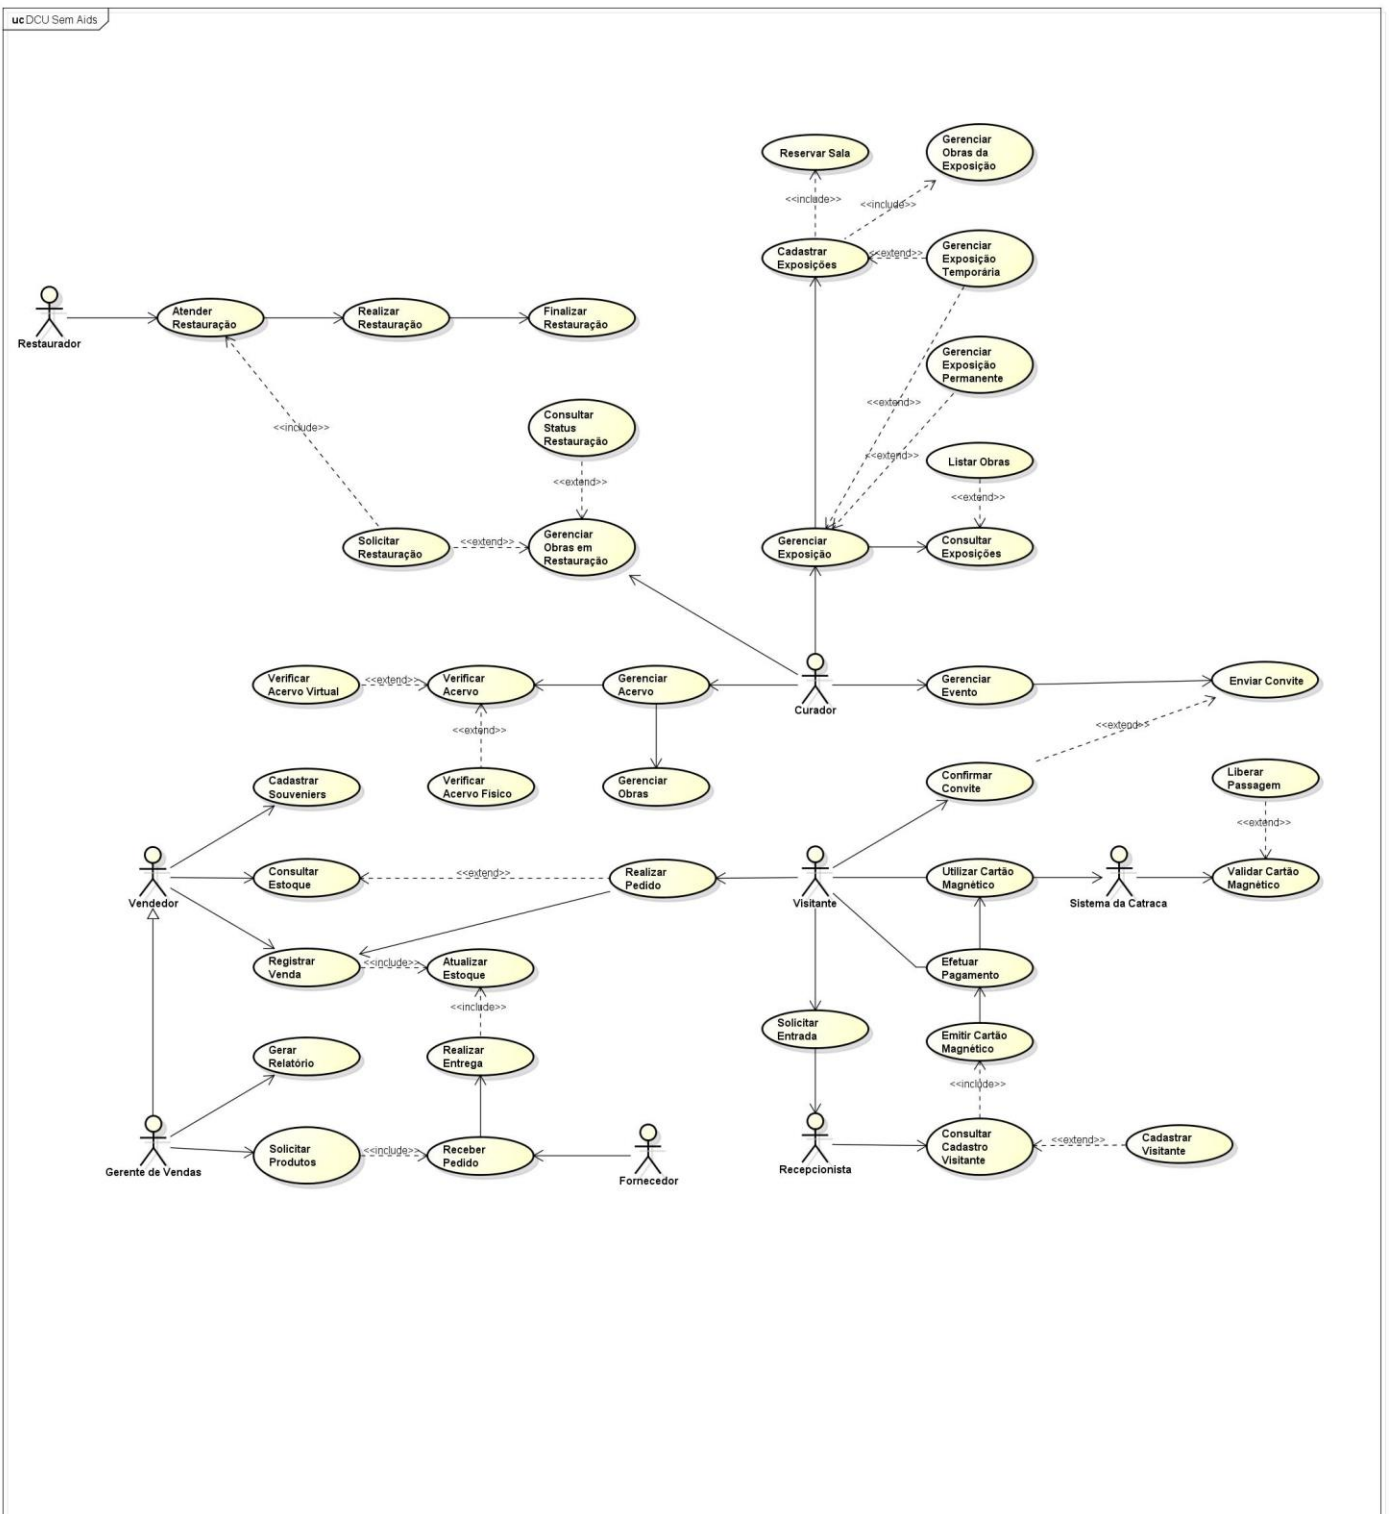 uc DCU Sem Aids
Reservar Sala
Gerenciar
Obras da
Exposição
<<include>>
<<include>>
Cadastrar
Exposições
<<extend>>
Gerenciar
Exposição
Temporária
Restaurador
Atender
Restauração
Realizar
Restauração
Finalizar
Restauração
Gerenciar
Exposição
Permanente
<<extend>>
<<include>>
Consultar
Status
Restauração
<<extend>>
Listar Obras
<<extend>>
<<extend>>
Solicitar
Restauração
<<extend>>
Gerenciar
Obras em
Restauração
Gerenciar
Exposição
Consultar
Exposições
Verificar
Acervo Virtual
<<extend>>
Verificar
Acervo
Gerenciar
Acervo
Curador
Gerenciar
Evento
Enviar Convite
<<extend>>
<<extend>>
Cadastrar
Souveniers
Verificar
Acervo Físico
Gerenciar
Obras
Confirmar
Convite
Liberar
Passagem
<<extend>>
Vendedor
Consultar
Estoque
<<extend>>
Realizar
Pedido
Visitante
Utilizar Cartão
Magnético
Sistema da Catraca
Validar Cartão
Magnético
Registrar
Venda
<<include>>
Atualizar
Estoque
Efetuar
Pagamento
<<include>>
Solicitar
Entrada
Emitir Cartão
Magnético
Gerar
Relatório
Realizar
Entrega
<<include>>
Gerente de Vendas
Solicitar
Produtos
<<include>>
Receber
Pedido
Fornecedor
Recepcionista
Consultar
Cadastro
Visitante
<<extend>>
Cadastrar
Visitante